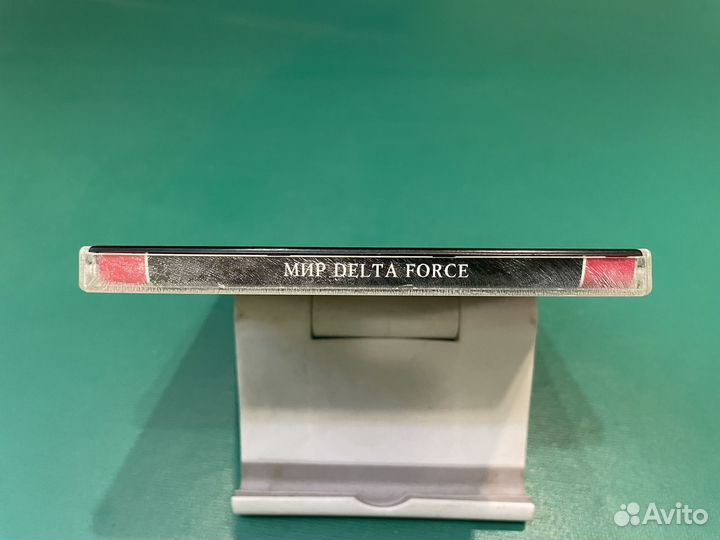 МИР DELTA FORCE
Avito